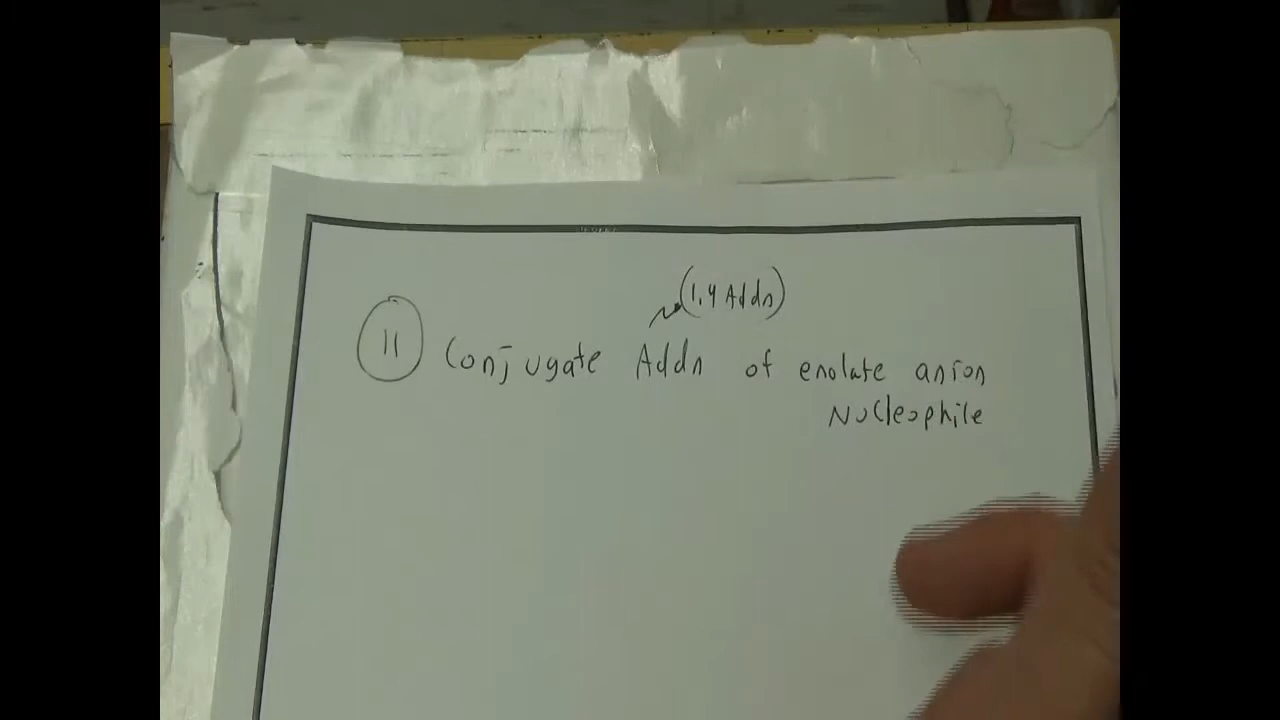 (1,4 Addn)
11 Conjugate Addn of enolate anion
Nucleophile